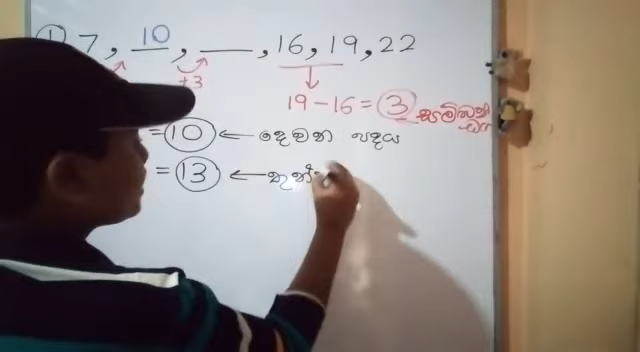 ① 7, 10, ___, 16, 19, 22
+3
19 - 16 = 3
= 10 ← දෙවන පදය
= 13 ←